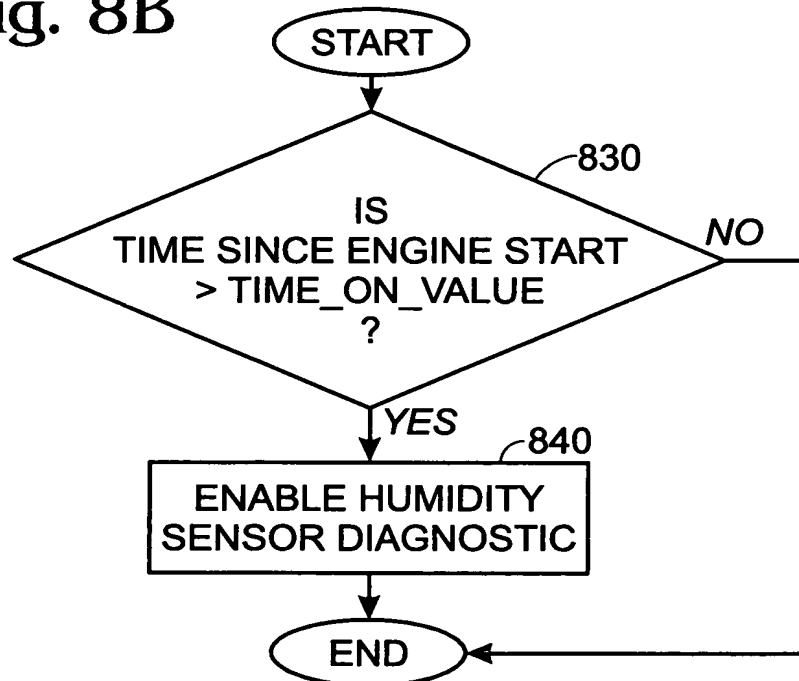 ig. 8B
START
830
IS
TIME SINCE ENGINE START
> TIME_ON_VALUE
?
NO
YES
840
ENABLE HUMIDITY
SENSOR DIAGNOSTIC
END